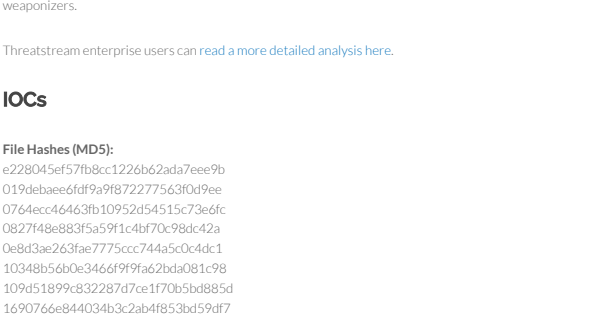 weaponizers.
Threatstream enterprise users can read a more detailed analysis here.
IOCs
File Hashes (MD5):
e228045ef57fb8cc1226b62ada7eee9b
019debaee6fdf9a9f872277563f0d9ee
0764ecc46463fb10952d54515c73e6fc
0827f48e883f5a59f1c4bf70c98dc42a
0e8d3ae263fae7775ccc744a5c0c4dc1
10348b56b0e3466f9f9fa62bda081c98
109d51899c832287d7ce1f70b5bd885d
1690766e844034b3c2ab4f853bd59df7